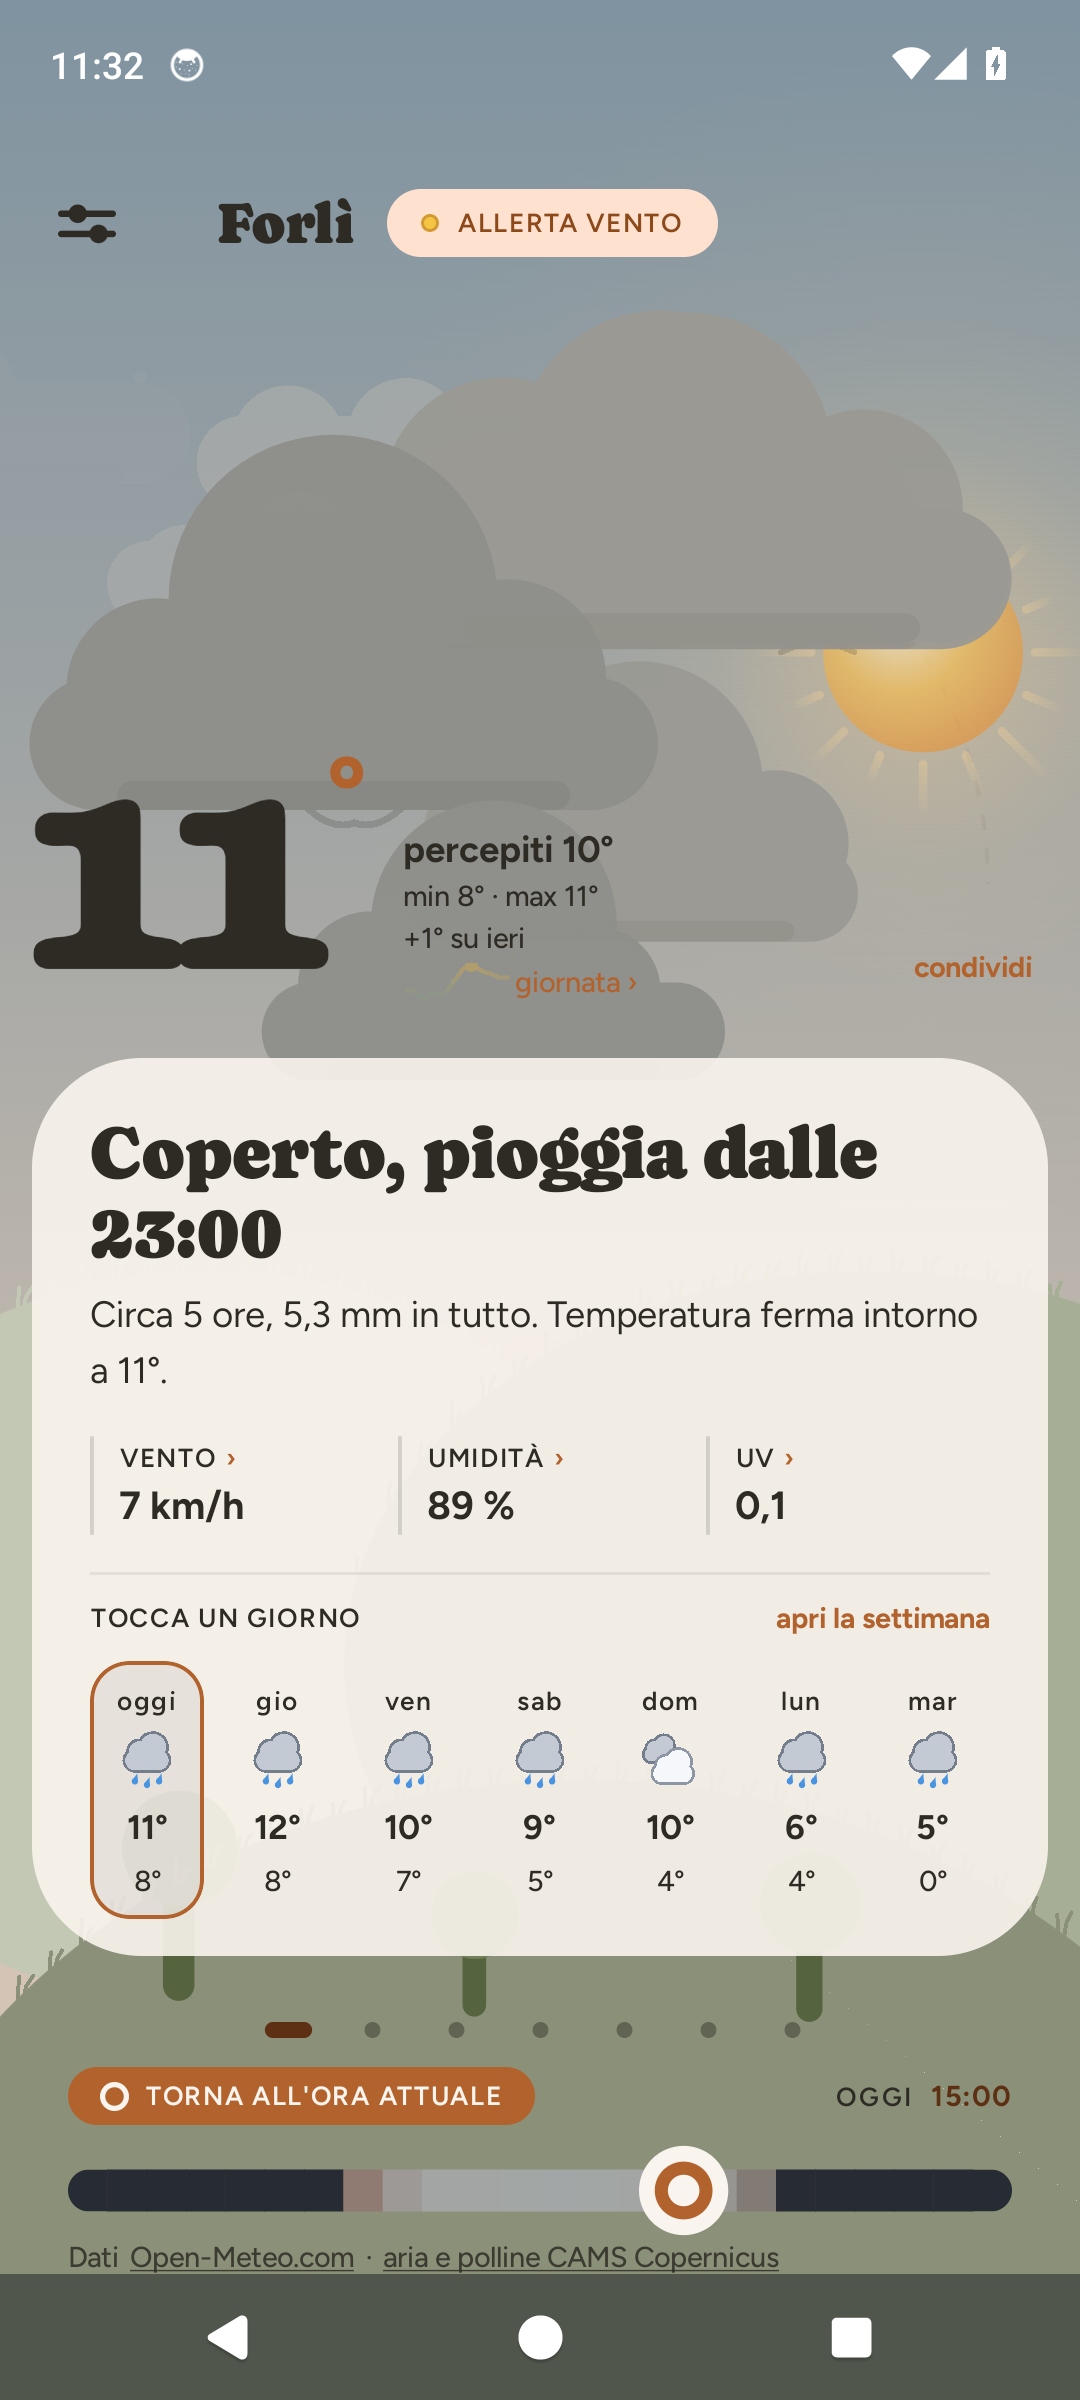 11:32
Forlì
ALLERTA VENTO
11
percepiti 10°
min 8° · max 11°
+1° su ieri
giornata ›
condividi
Coperto, pioggia dalle
23:00
Circa 5 ore, 5,3 mm in tutto. Temperatura ferma intorno
a 11°.
VENTO › UMIDITÀ › UV ›
7 km/h 89 % 0,1
TOCCA UN GIORNO apri la settimana
oggi gio ven sab dom lun mar
11° 12° 10° 9° 10° 6° 5°
8° 8° 7° 5° 4° 4° 0°
TORNA ALL'ORA ATTUALE OGGI 15:00
Dati Open-Meteo.com · aria e polline CAMS Copernicus